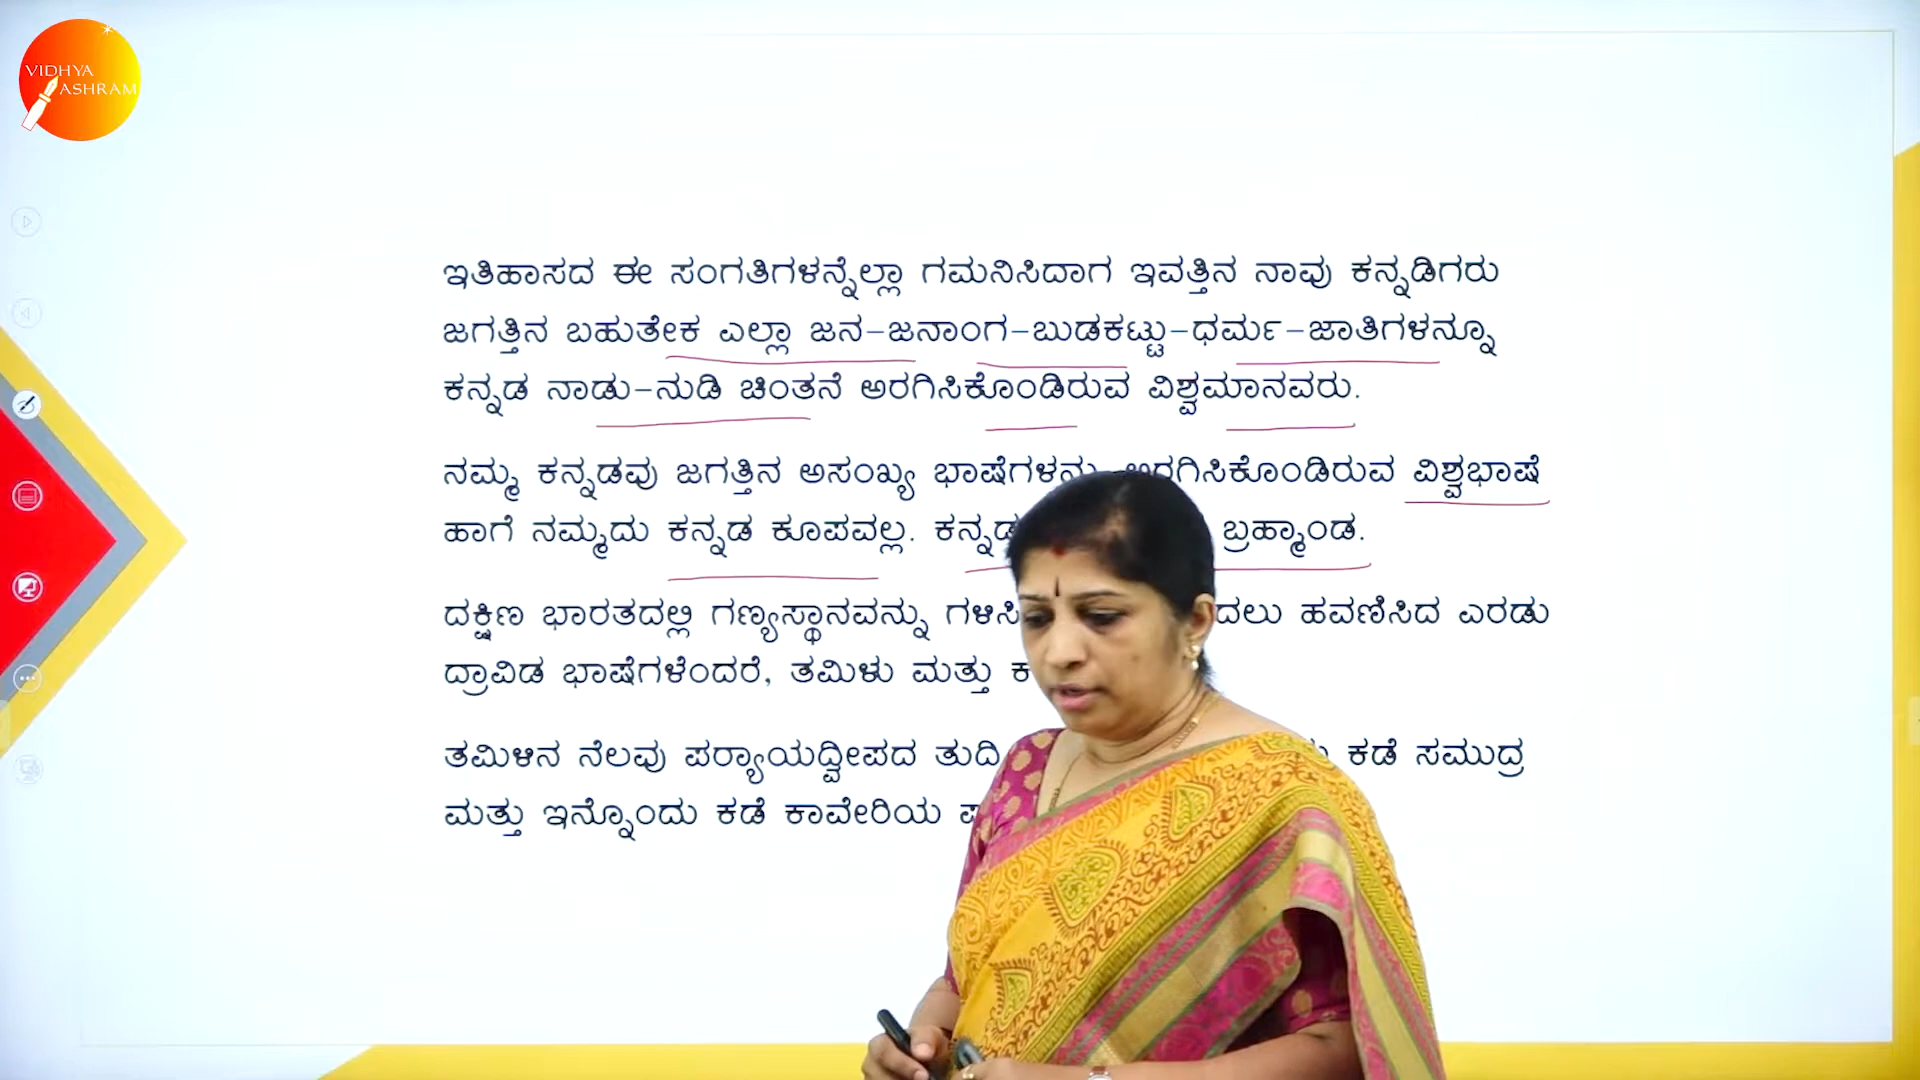 VIDHYA
ASHRAM
ಇತಿಹಾಸದ ಈ ಸಂಗತಿಗಳನ್ನೆಲ್ಲಾ ಗಮನಿಸಿದಾಗ ಇವತ್ತಿನ ನಾವು ಕನ್ನಡಿಗರು
ಜಗತ್ತಿನ ಬಹುತೇಕ ಎಲ್ಲಾ ಜನ-ಜನಾಂಗ-ಬುಡಕಟ್ಟು-ಧರ್ಮ-ಜಾತಿಗಳನ್ನೂ
ಕನ್ನಡ ನಾಡು-ನುಡಿ ಚಿಂತನೆ ಅರಗಿಸಿಕೊಂಡಿರುವ ವಿಶ್ವಮಾನವರು.
ನಮ್ಮ ಕನ್ನಡವು ಜಗತ್ತಿನ ಅಸಂಖ್ಯ ಭಾಷೆಗಳನ್ನು ಅರಗಿಸಿಕೊಂಡಿರುವ ವಿಶ್ವಭಾಷೆ
ಹಾಗೆ ನಮ್ಮದು ಕನ್ನಡ ಕೂಪವಲ್ಲ. ಬ್ರಹ್ಮಾಂಡ.
ದಕ್ಷಿಣ ಭಾರತದಲ್ಲಿ ಗಣ್ಯಸ್ಥಾನವನ್ನು ಹವಣಿಸಿದ ಎರಡು
ದ್ರಾವಿಡ ಭಾಷೆಗಳೆಂದರೆ, ತಮಿಳು ಮತ್ತು
ತಮಿಳಿನ ನೆಲವು ಪರ‍್ಯಾಯದ್ವೀಪದ ತುದಿ ಕಡೆ ಸಮುದ್ರ
ಮತ್ತು ಇನ್ನೊಂದು ಕಡೆ ಕಾವೇರಿಯ